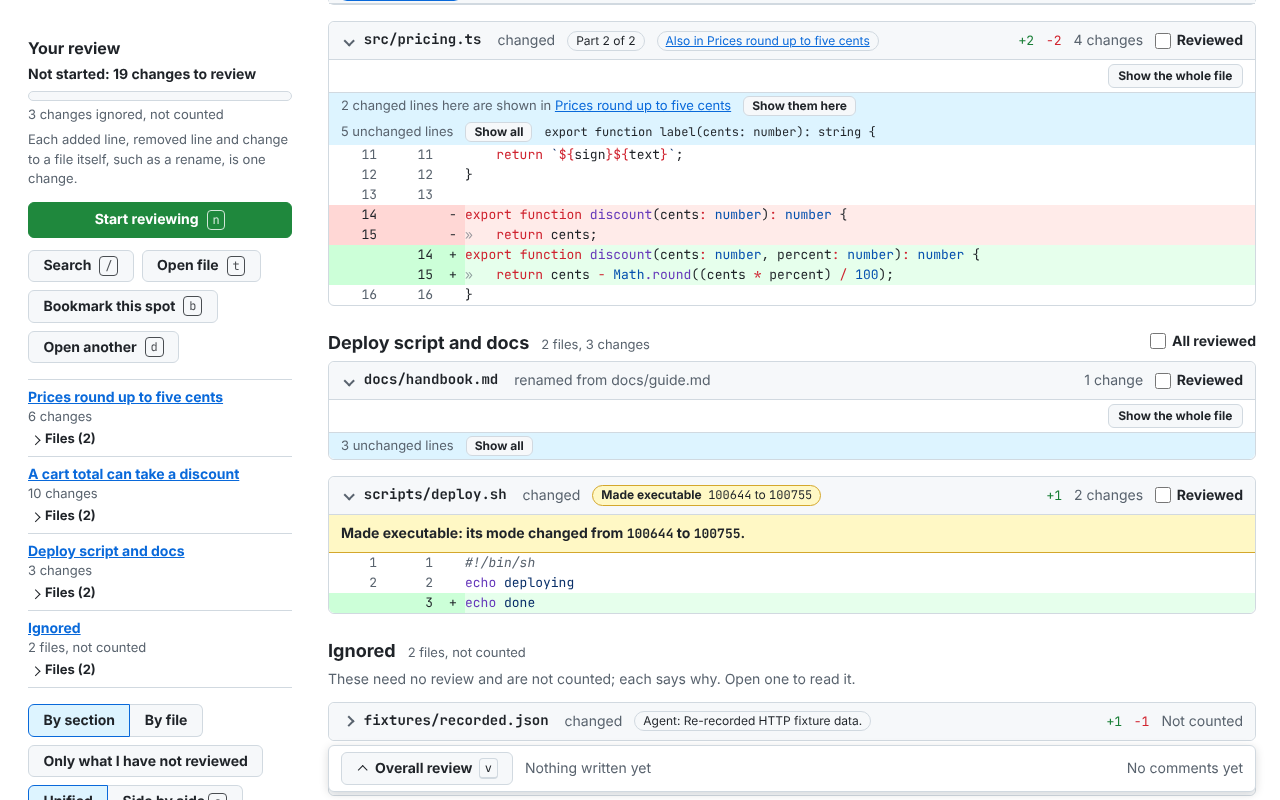 Your review
Not started: 19 changes to review
3 changes ignored, not counted
Each added line, removed line and change
to a file itself, such as a rename, is one
change.
Start reviewing n
Search / Open file t
Bookmark this spot b
Open another d
Prices round up to five cents
6 changes
Files (2)
A cart total can take a discount
10 changes
Files (2)
Deploy script and docs
3 changes
Files (2)
Ignored
2 files, not counted
Files (2)
By section By file
Only what I have not reviewed
Unified Side by side
src/pricing.ts changed Part 2 of 2 Also in Prices round up to five cents +2 -2 4 changes Reviewed
Show the whole file
2 changed lines here are shown in Prices round up to five cents Show them here
5 unchanged lines Show all export function label(cents: number): string {
11 11 return `${sign}${text}`;
12 12 }
13 13
14 - export function discount(cents: number): number {
15 - » return cents;
14 + export function discount(cents: number, percent: number): number {
15 + » return cents - Math.round((cents * percent) / 100);
16 16 }
Deploy script and docs 2 files, 3 changes All reviewed
docs/handbook.md renamed from docs/guide.md 1 change Reviewed
Show the whole file
3 unchanged lines Show all
scripts/deploy.sh changed Made executable 100644 to 100755 +1 2 changes Reviewed
Made executable: its mode changed from 100644 to 100755.
1 1 #!/bin/sh
2 2 echo deploying
3 + echo done
Ignored 2 files, not counted
These need no review and are not counted; each says why. Open one to read it.
fixtures/recorded.json changed Agent: Re-recorded HTTP fixture data. +1 -1 Not counted
Overall review v Nothing written yet No comments yet